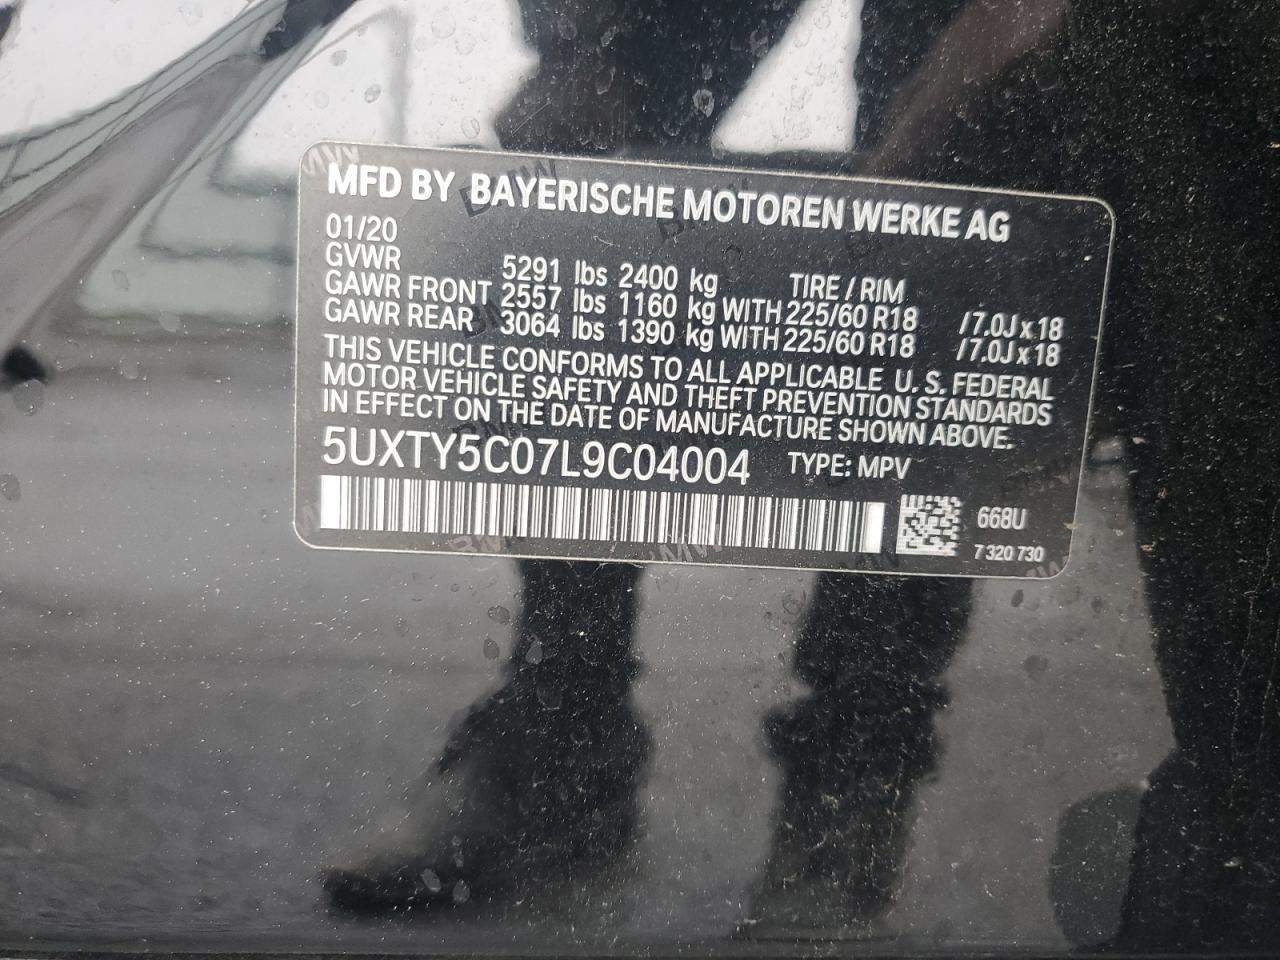 MFD BY BAYERISCHE MOTOREN WERKE AG
01/20
GVWR 5291 lbs 2400 kg TIRE / RIM
GAWR FRONT 2557 lbs 1160 kg WITH 225/60 R18 /7.0J x 18
GAWR REAR 3064 lbs 1390 kg WITH 225/60 R18 /7.0J x 18
THIS VEHICLE CONFORMS TO ALL APPLICABLE U. S. FEDERAL
MOTOR VEHICLE SAFETY AND THEFT PREVENTION STANDARDS
IN EFFECT ON THE DATE OF MANUFACTURE SHOWN ABOVE.
5UXTY5C07L9C04004 TYPE: MPV
668U
7 320 730